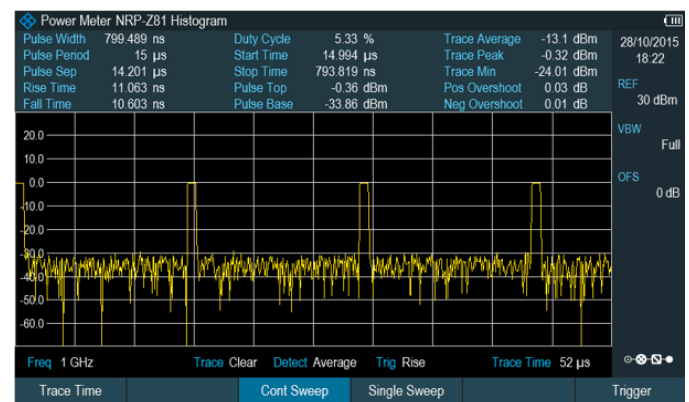 Power Meter NRP-Z81 Histogram
Pulse Width 799.489 ns Duty Cycle 5.33 % Trace Average -13.1 dBm
Pulse Period 15 µs Start Time 14.994 µs Trace Peak -0.32 dBm
Pulse Sep 14.201 µs Stop Time 793.819 ns Trace Min -24.01 dBm
Rise Time 11.063 ns Pulse Top -0.36 dBm Pos Overshoot 0.03 dB
Fall Time 10.603 ns Pulse Base -33.86 dBm Neg Overshoot 0.01 dB
28/10/2015
18:22
REF
30 dBm
VBW
Full
OFS
0 dB
20.0
10.0
0.0
-10.0
-20.0
-30.0
-40.0
-50.0
-60.0
Freq 1 GHz Trace Clear Detect Average Trig Rise Trace Time 52 µs
Trace Time Cont Sweep Single Sweep Trigger